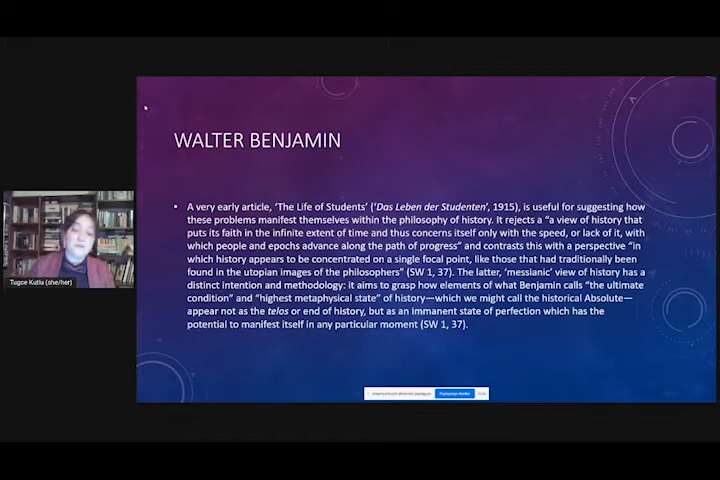 WALTER BENJAMIN
• A very early article, 'The Life of Students' ('Das Leben der Studenten', 1915), is useful for suggesting how
these problems manifest themselves within the philosophy of history. It rejects a "a view of history that
puts its faith in the infinite extent of time and thus concerns itself only with the speed, or lack of it, with
which people and epochs advance along the path of progress" and contrasts this with a perspective "in
which history appears to be concentrated on a single focal point, like those that had traditionally been
found in the utopian images of the philosophers" (SW 1, 37). The latter, 'messianic' view of history has a
distinct intention and methodology: it aims to grasp how elements of what Benjamin calls "the ultimate
condition" and "highest metaphysical state" of history—which we might call the historical Absolute—
appear not as the telos or end of history, but as an immanent state of perfection which has the
potential to manifest itself in any particular moment (SW 1, 37).
Tugce Kutlu (she/her)